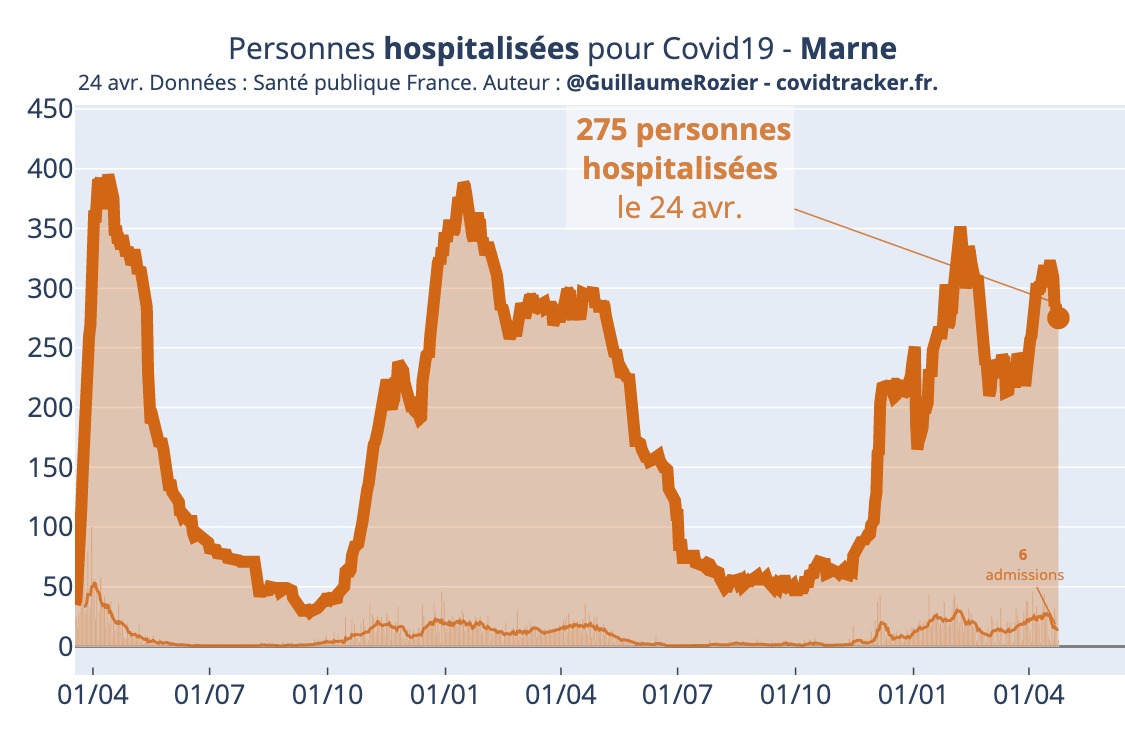 Personnes hospitalisées pour Covid19 - Marne
24 avr. Données : Santé publique France. Auteur : @GuillaumeRozier - covidtracker.fr.
450
400
350
300
250
200
150
100
50
0
275 personnes
hospitalisées
le 24 avr.
6
admissions
01/04 01/07 01/10 01/01 01/04 01/07 01/10 01/01 01/04